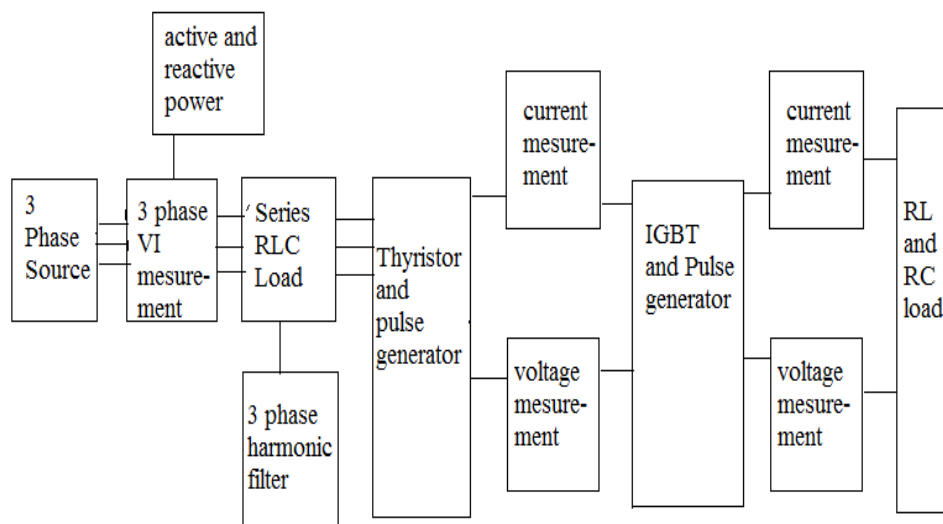 active and
reactive
power
3
Phase
Source
3 phase
VI
mesure-
ment
Series
RLC
Load
3 phase
harmonic
filter
Thyristor
and
pulse
generator
current
mesure-
ment
voltage
mesure-
ment
IGBT
and Pulse
generator
current
mesure-
ment
voltage
mesure-
ment
RL
and
RC
load